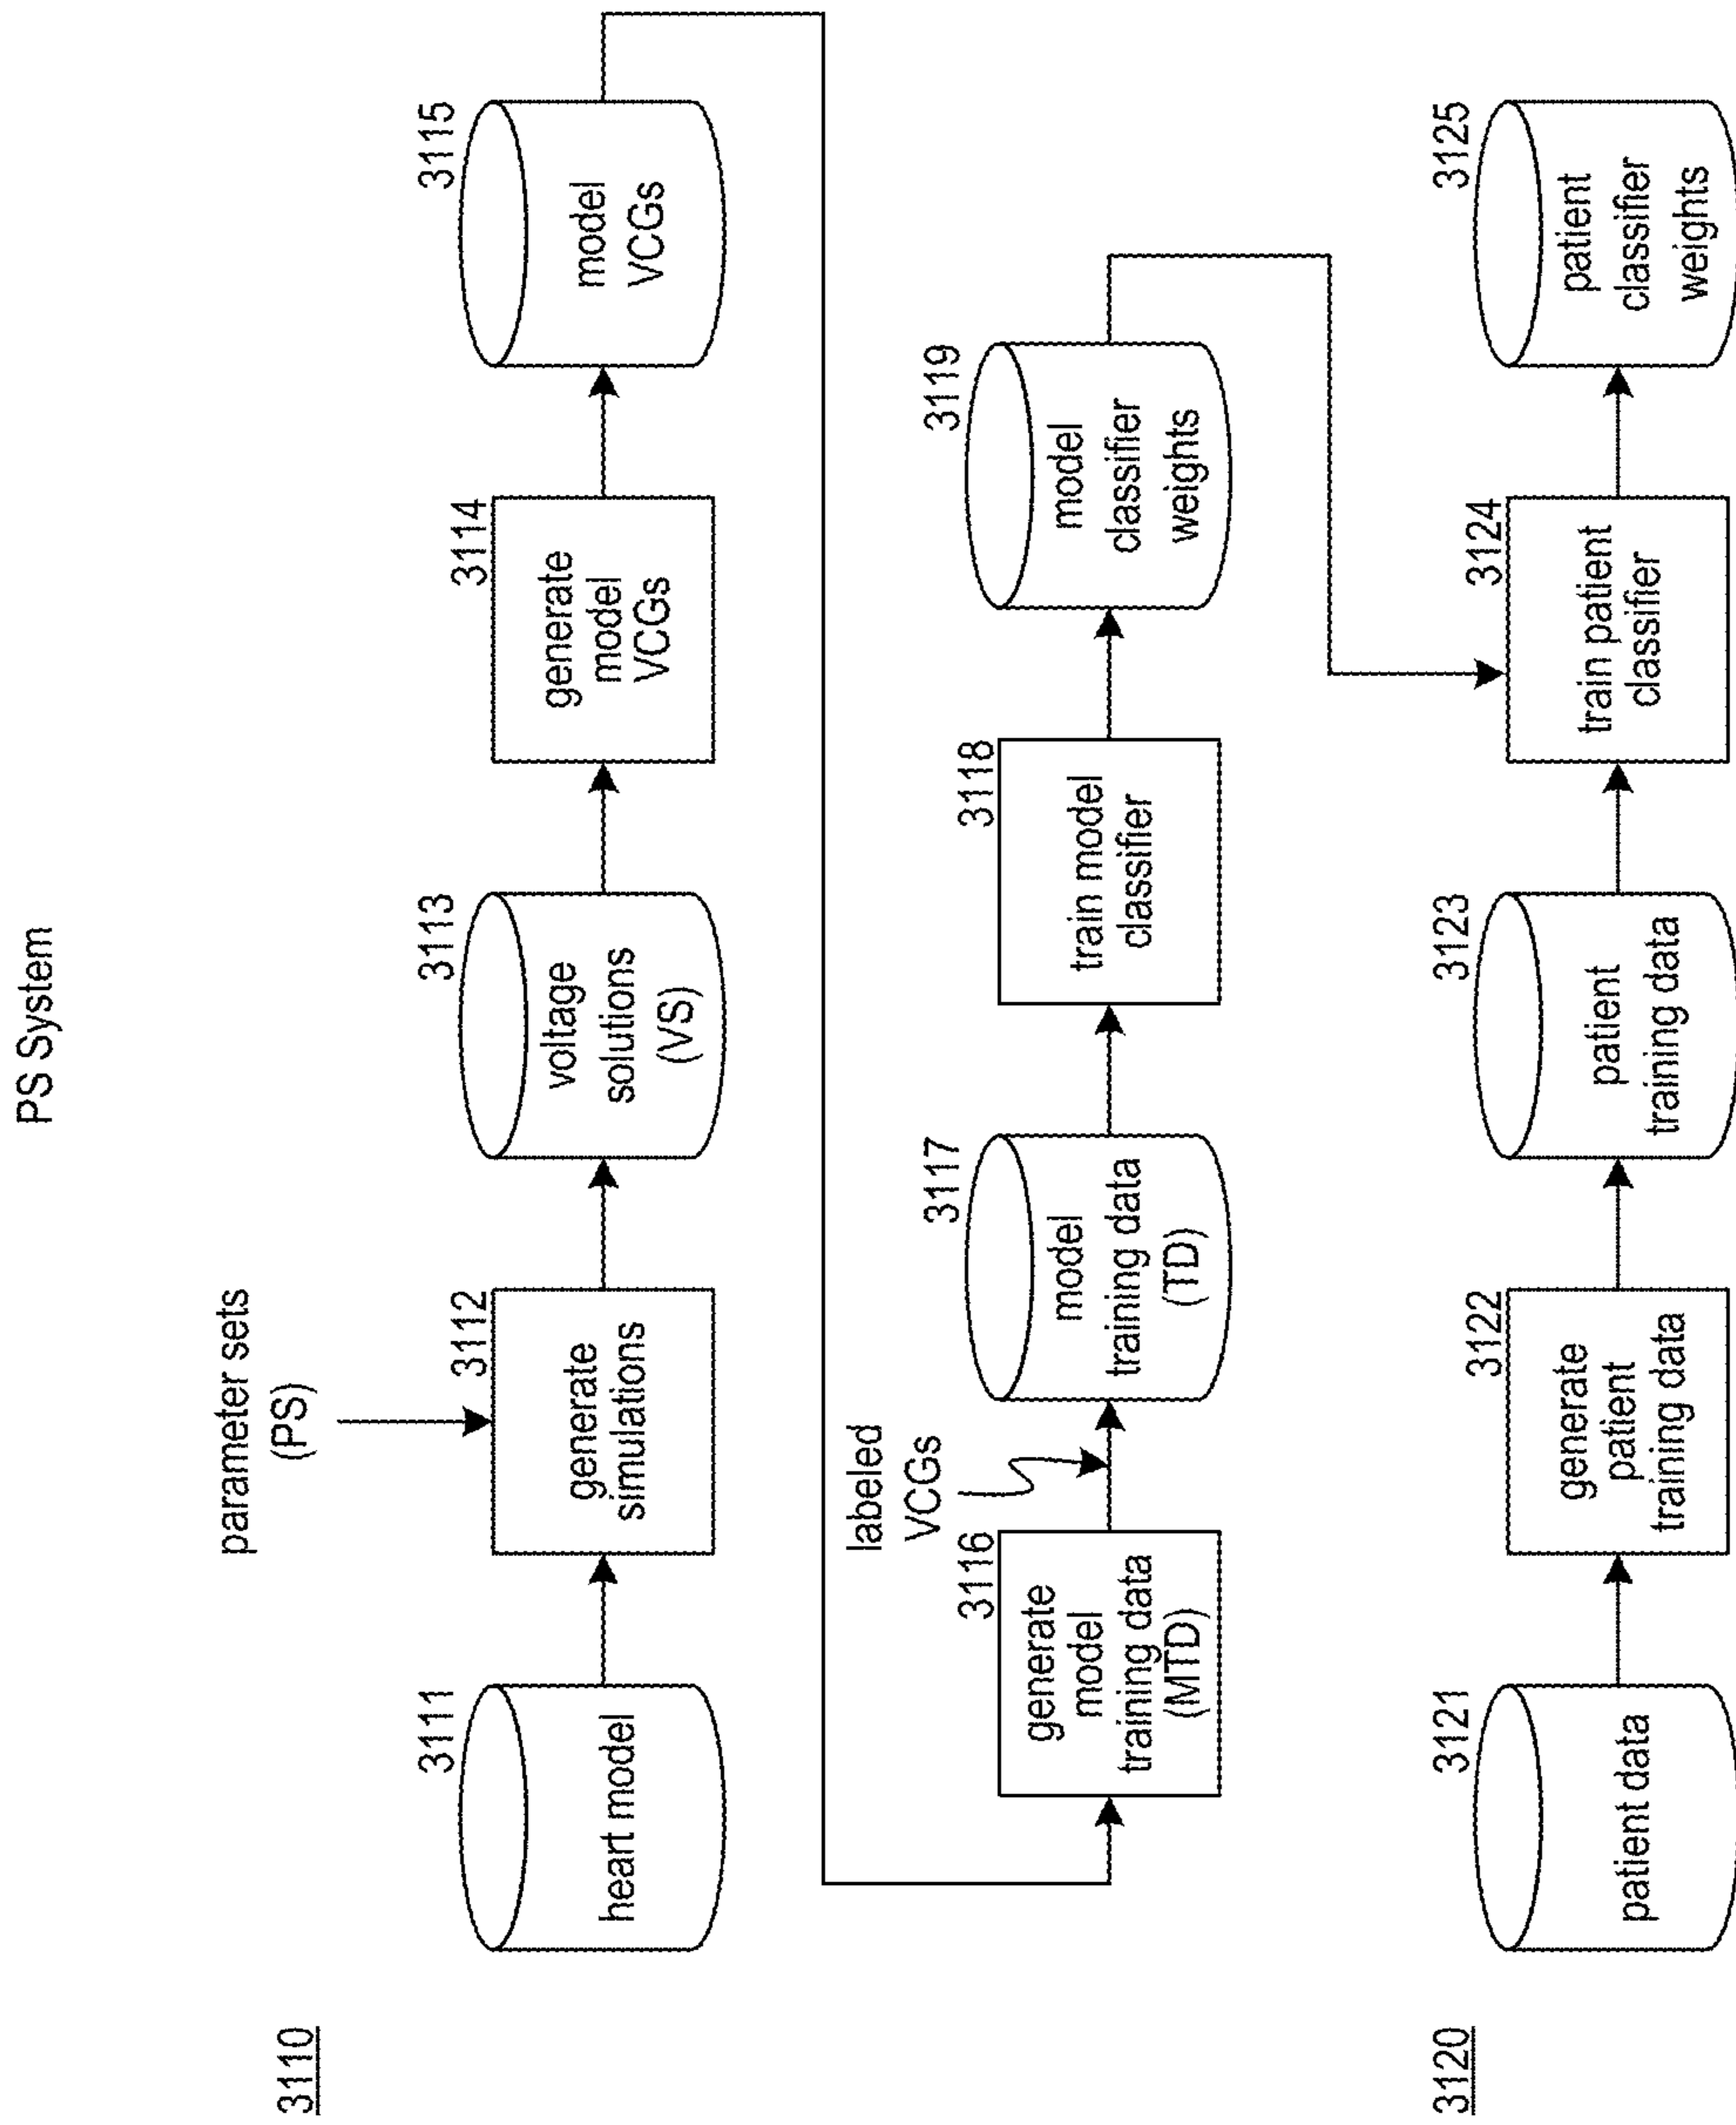 PS System
3110
parameter sets
(PS)
3111
heart model
3112
generate
simulations
3113
voltage
solutions
(VS)
3114
generate
model
VCGs
3115
model
VCGs
3116
generate
model
training data
(MTD)
labeled
VCGs
3117
model
training data
(TD)
3118
train model
classifier
3119
model
classifier
weights
3120
3121
patient data
3122
generate
patient
training data
3123
patient
training data
3124
train patient
classifier
3125
patient
classifier
weights